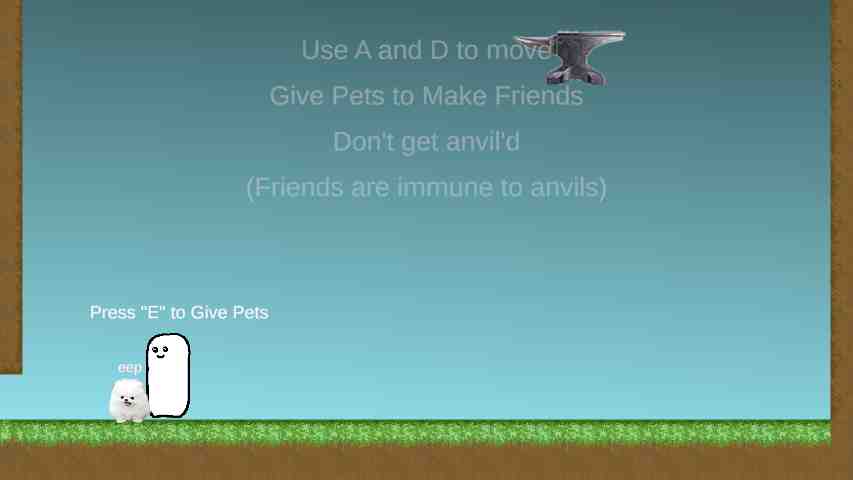 Use A and D to move
Give Pets to Make Friends
Don't get anvil'd
(Friends are immune to anvils)
Press "E" to Give Pets
eep